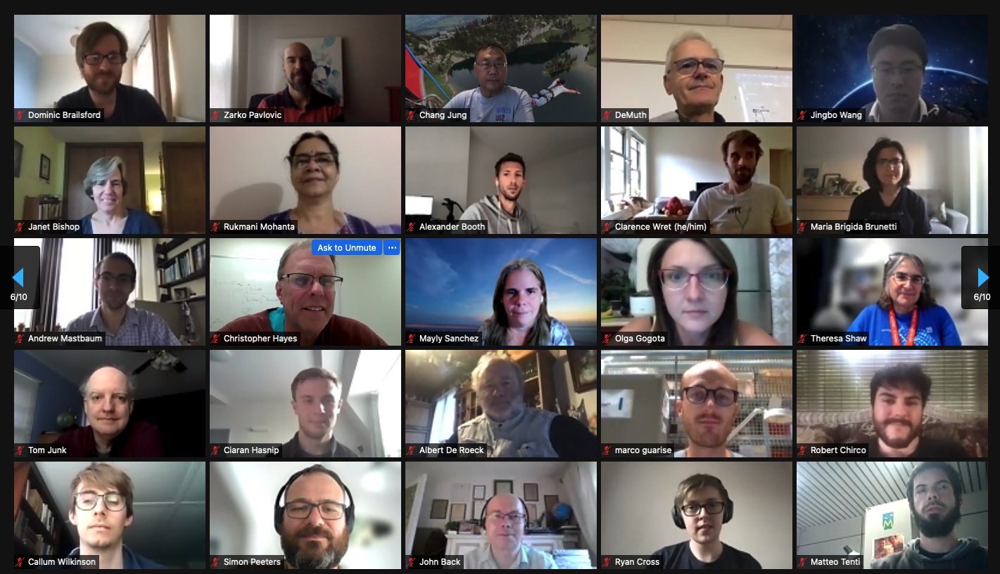 Dominic Brailsford
Zarko Pavlovic
Chang Jung
DeMuth
Jingbo Wang
Janet Bishop
Rukmani Mohanta
Alexander Booth
HYPE
Clarence Wret (he/him)
Maria Brigida Brunetti
6/10
Andrew Mastbaum
Ask to Unmute
Christopher Hayes
Mayly Sanchez
Olga Gogota
Theresa Shaw
6/10
Tom Junk
Ciaran Hasnip
Albert De Roeck
marco guarise
Robert Chirco
Callum Wilkinson
Simon Peeters
John Back
Ryan Cross
M
Matteo Tenti